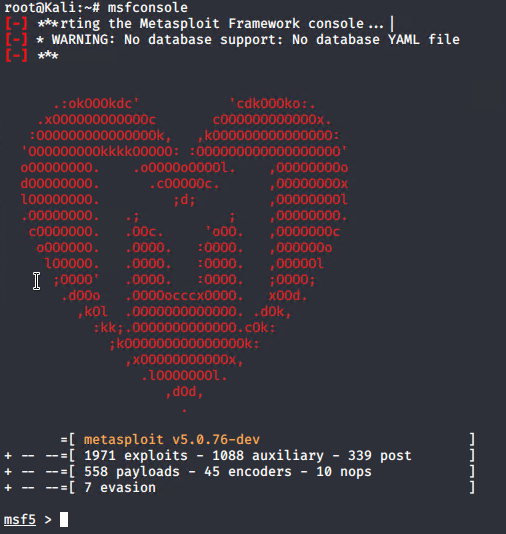 root@Kali:~# msfconsole
[-] ***rting the Metasploit Framework console...|
[-] * WARNING: No database support: No database YAML file
[-] ***
      .:okOOOkdc'           'cdkOOOko:.
    .xOOOOOOOOOOOOc       cOOOOOOOOOOOOx.
   :OOOOOOOOOOOOOOOk,   ,kOOOOOOOOOOOOOOO:
  'OOOOOOOOOkkkkOOOOO: :OOOOOOOOOOOOOOOOOO'
  oOOOOOOOO.    .oOOOOoOOOOl.    ,OOOOOOOOo
  dOOOOOOOO.      .cOOOOOc.      ,OOOOOOOOx
  lOOOOOOOO.         ;d;         ,OOOOOOOOl
  .OOOOOOOO.   .;           ;    ,OOOOOOOO.
   cOOOOOOO.   .OOc.     'oOO.   ,OOOOOOOc
    oOOOOOO.   .OOOO.   :OOOO.   ,OOOOOOo
     lOOOOO.   .OOOO.   :OOOO.   ,OOOOOl
      ;OOOO'   .OOOO.   :OOOO.   ;OOOO;
       .dOOo   .OOOOocccxOOOO.   xOOd.
         ,kOl  .OOOOOOOOOOOOO. .dOk,
           :kk;.OOOOOOOOOOOOO.cOk:
             ;kOOOOOOOOOOOOOOOk:
               ,xOOOOOOOOOOOx,
                 .lOOOOOOOl.
                    ,dOd,
                      .
       =[ metasploit v5.0.76-dev                          ]
+ -- --=[ 1971 exploits - 1088 auxiliary - 339 post       ]
+ -- --=[ 558 payloads - 45 encoders - 10 nops            ]
+ -- --=[ 7 evasion                                       ]
msf5 >